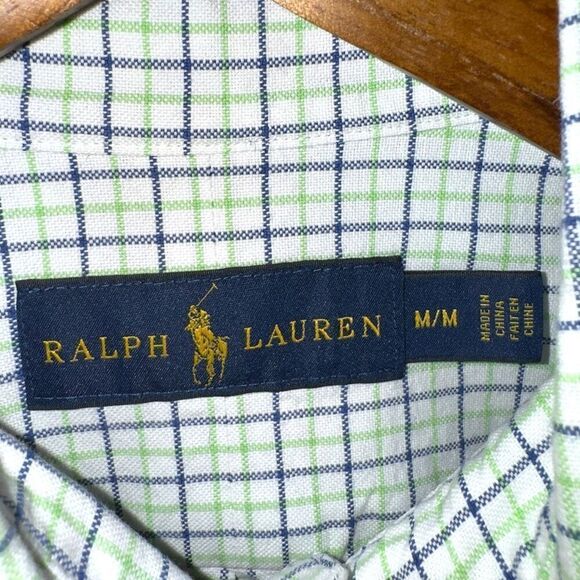 RALPH LAUREN
M/M
MADE IN
CHINA
FAIT EN
CHINE